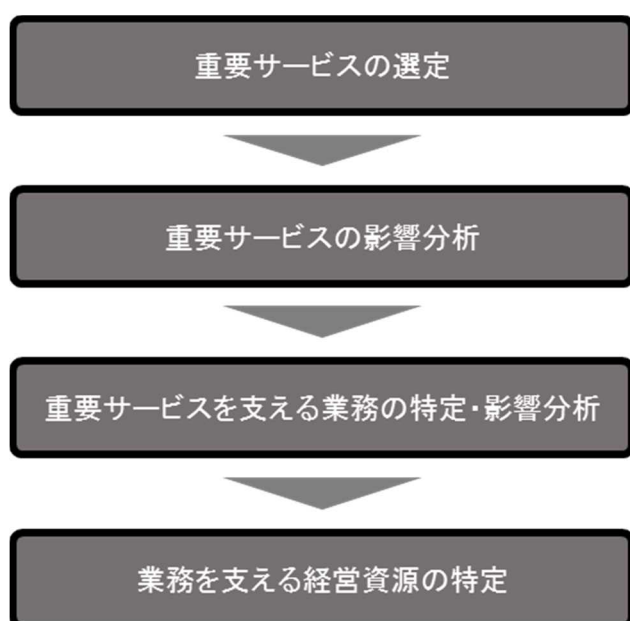 重要サービスの選定
重要サービスの影響分析
重要サービスを支える業務の特定・影響分析
業務を支える経営資源の特定